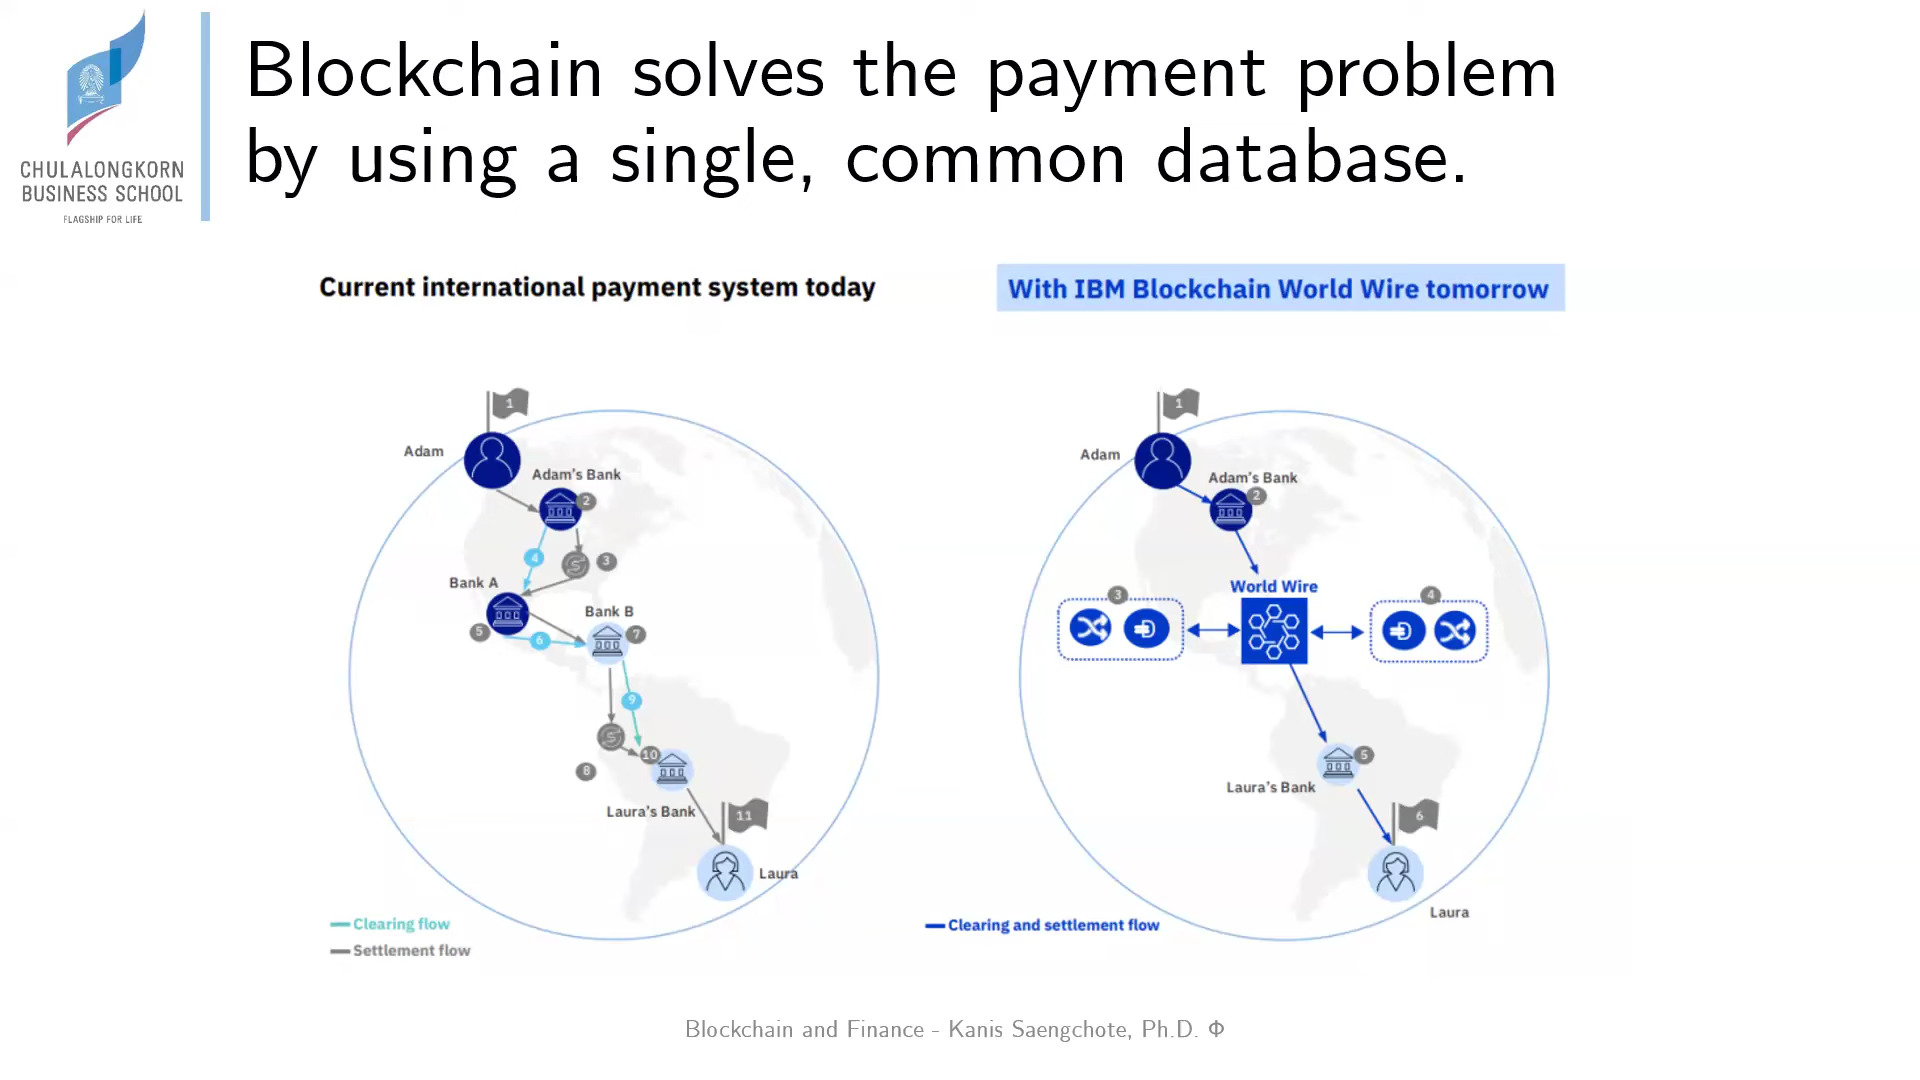 CHULALONGKORN
BUSINESS SCHOOL
FLAGSHIP FOR LIFE
Blockchain solves the payment problem
by using a single, common database.
Current international payment system today
1
Adam
Adam's Bank
2
4
3
Bank A
Bank B
5
6
7
9
10
8
Laura's Bank
11
Laura
Clearing flow
Settlement flow
With IBM Blockchain World Wire tomorrow
1
Adam
Adam's Bank
2
World Wire
3
4
5
Laura's Bank
6
Laura
Clearing and settlement flow
Blockchain and Finance - Kanis Saengchote, Ph.D. Φ